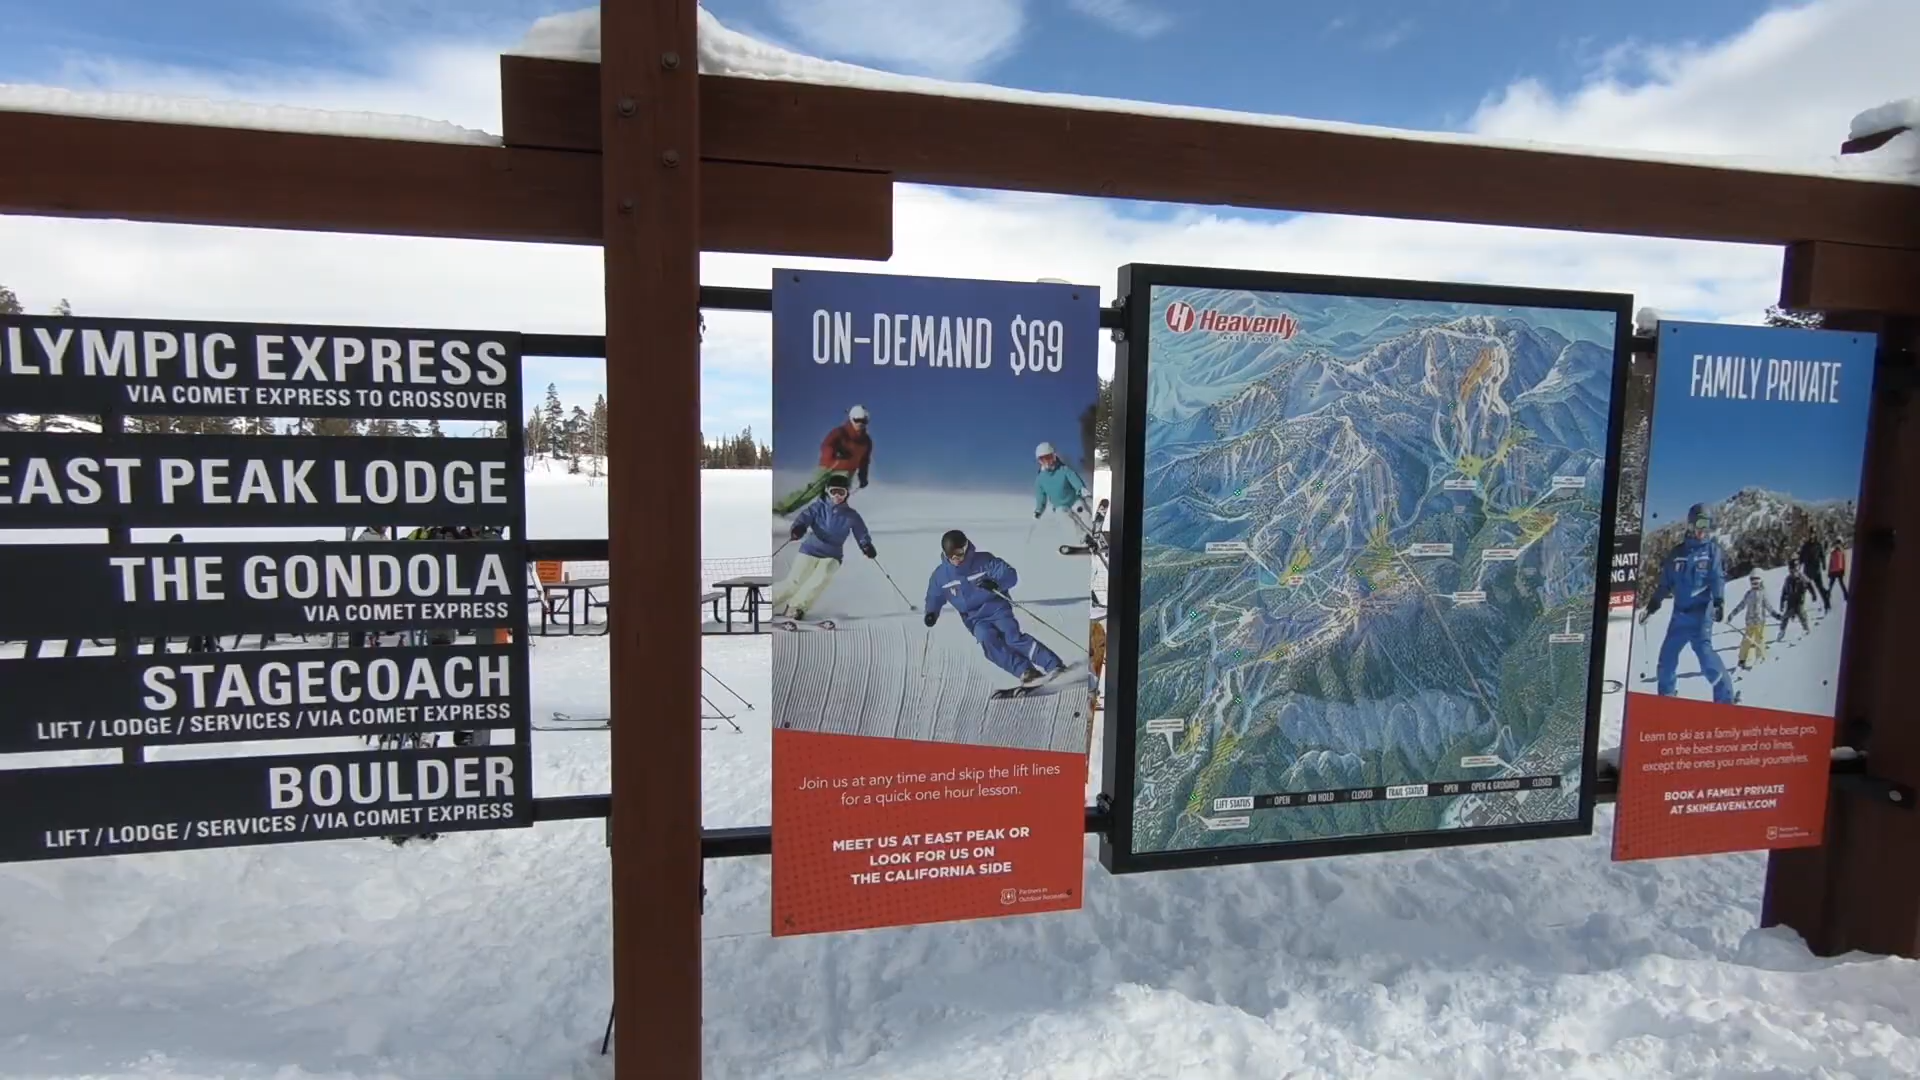 LYMPIC EXPRESS
VIA COMET EXPRESS TO CROSSOVER
EAST PEAK LODGE
THE GONDOLA
VIA COMET EXPRESS
STAGECOACH
LIFT / LODGE / SERVICES / VIA COMET EXPRESS
BOULDER
LIFT / LODGE / SERVICES / VIA COMET EXPRESS
ON-DEMAND $69
Join us at any time and skip the lift lines
for a quick one hour lesson.
MEET US AT EAST PEAK OR
LOOK FOR US ON
THE CALIFORNIA SIDE
Partners in
Outdoor Recreation
H Heavenly
LAKE TAHOE
LIFT STATUS OPEN ON HOLD CLOSED TRAIL STATUS OPEN OPEN & GROOMED CLOSED
FAMILY PRIVATE
Learn to ski as a family with the best pro,
on the best snow and no lines,
except the ones you make yourselves.
BOOK A FAMILY PRIVATE
AT SKIHEAVENLY.COM